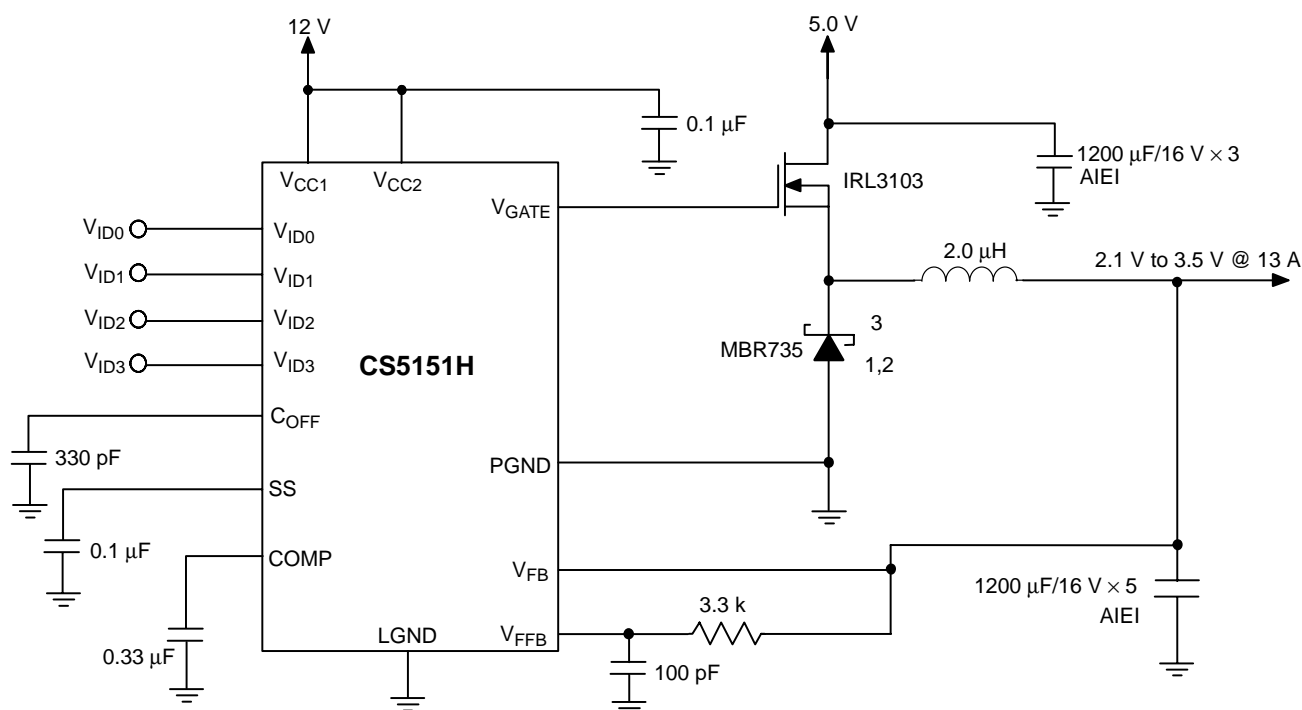 12 V
5.0 V
0.1 μF
1200 μF/16 V × 3
AIEI
VCC1
VCC2
IRL3103
VGATE
VID0
VID0
VID1
VID1
VID2
VID2
VID3
VID3
2.0 μH
2.1 V to 3.5 V @ 13 A
3
MBR735
1,2
CS5151H
COFF
330 pF
PGND
SS
0.1 μF
COMP
VFB
1200 μF/16 V × 5
AIEI
3.3 k
LGND
VFFB
0.33 μF
100 pF